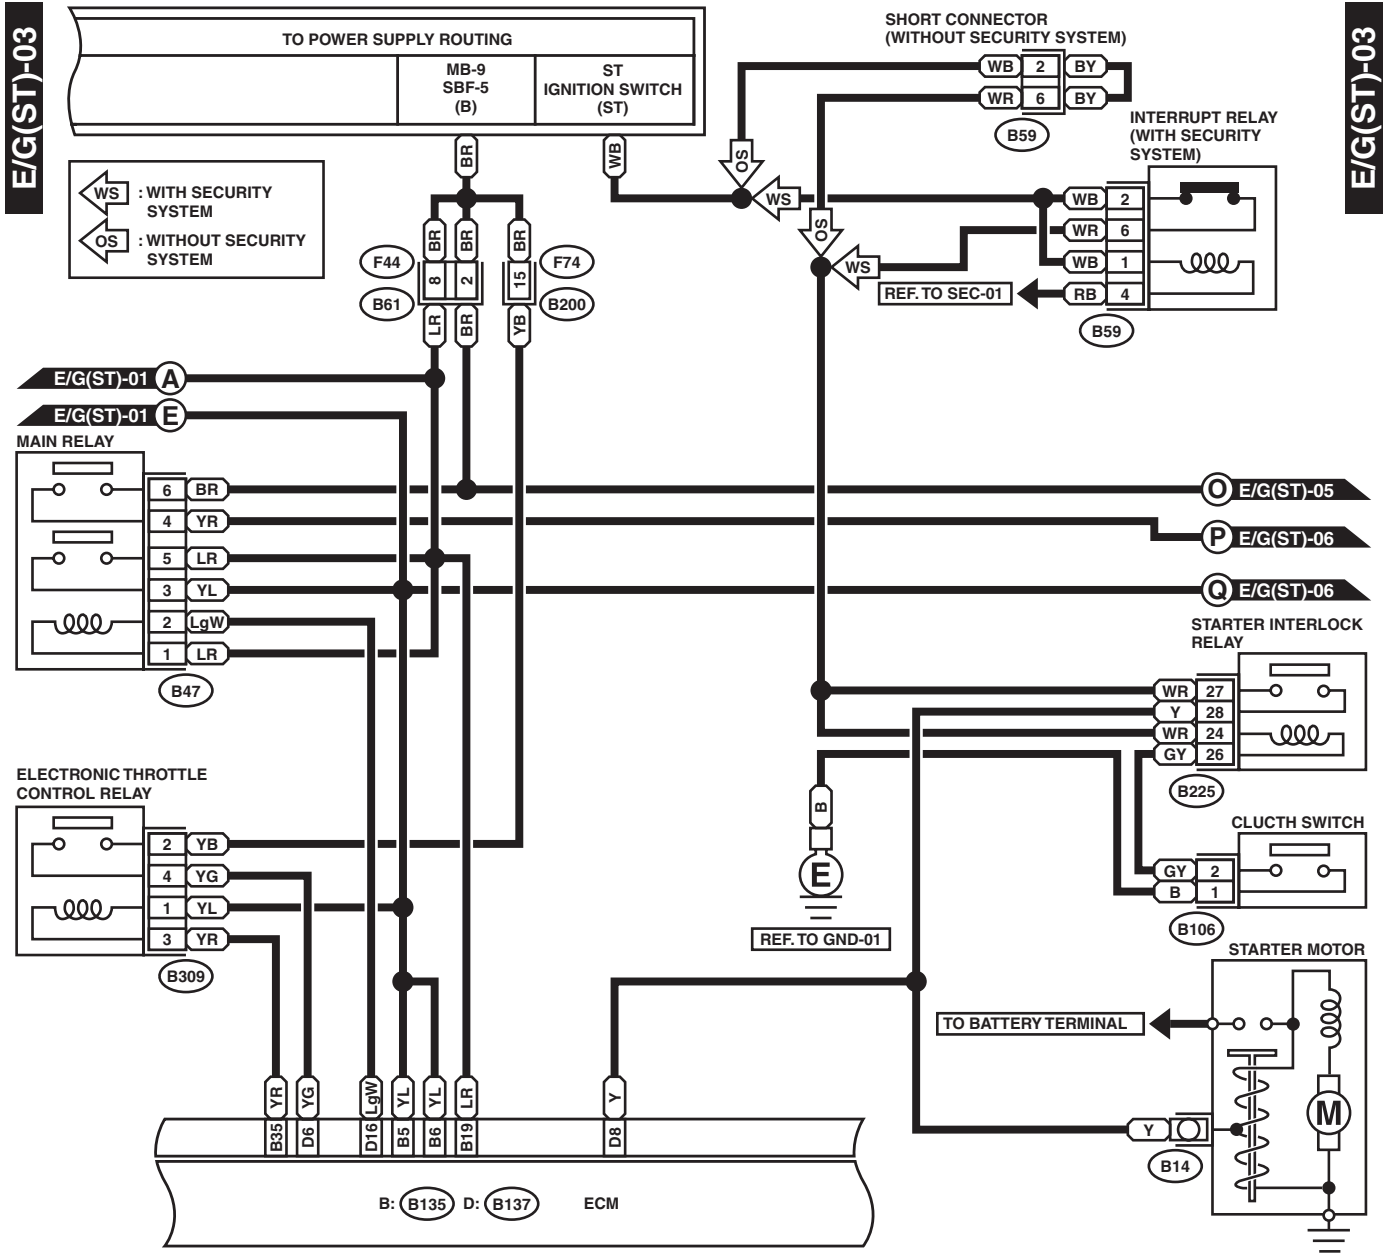 E/G(ST)-03
E/G(ST)-03
TO POWER SUPPLY ROUTING
MB-9
SBF-5
(B)
ST
IGNITION SWITCH
(ST)
SHORT CONNECTOR
(WITHOUT SECURITY SYSTEM)
WB 2 BY
WR 6 BY
B59
INTERRUPT RELAY
(WITH SECURITY
SYSTEM)
WB 2
WR 6
WB 1
RB 4
B59
REF. TO SEC-01
OS
WS
OS
WS
WS : WITH SECURITY
SYSTEM
OS : WITHOUT SECURITY
SYSTEM
BR
WB
BR
BR
BR
F44
8
2
15
F74
B61
B200
LR
BR
YB
E/G(ST)-01 A
E/G(ST)-01 E
MAIN RELAY
6 BR
4 YR
5 LR
3 YL
2 LgW
1 LR
B47
O E/G(ST)-05
P E/G(ST)-06
Q E/G(ST)-06
STARTER INTERLOCK
RELAY
WR 27
Y 28
WR 24
GY 26
B225
ELECTRONIC THROTTLE
CONTROL RELAY
2 YB
4 YG
1 YL
3 YR
B309
B
E
REF. TO GND-01
CLUCTH SWITCH
GY 2
B 1
B106
STARTER MOTOR
TO BATTERY TERMINAL
M
Y
B14
YR
YG
LgW
YL
YL
LR
Y
B35
D6
D16
B5
B6
B19
D8
B: B135 D: B137 ECM